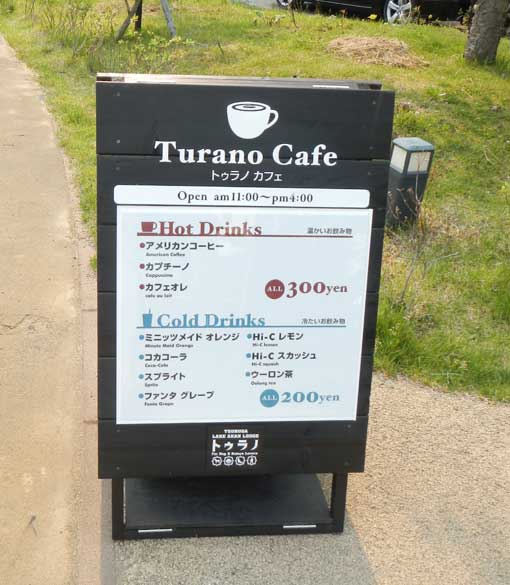 Turano Cafe
トゥラノ カフェ
Open am11:00〜pm4:00
Hot Drinks 温かいお飲み物
●アメリカンコーヒー
American Coffee
●カプチーノ
Cappuccino
●カフェオレ
cafe au lait
ALL 300yen
Cold Drinks 冷たいお飲み物
●ミニッツメイド オレンジ
Minute Maid Orange
●コカコーラ
Coca-Cola
●スプライト
Sprite
●ファンタ グレープ
Fanta Grape
●Hi-C レモン
Hi-C lemon
●Hi-C スカッシュ
Hi-C squash
●ウーロン茶
Oolong tea
ALL 200yen
LAKE LODGE
トゥラノ